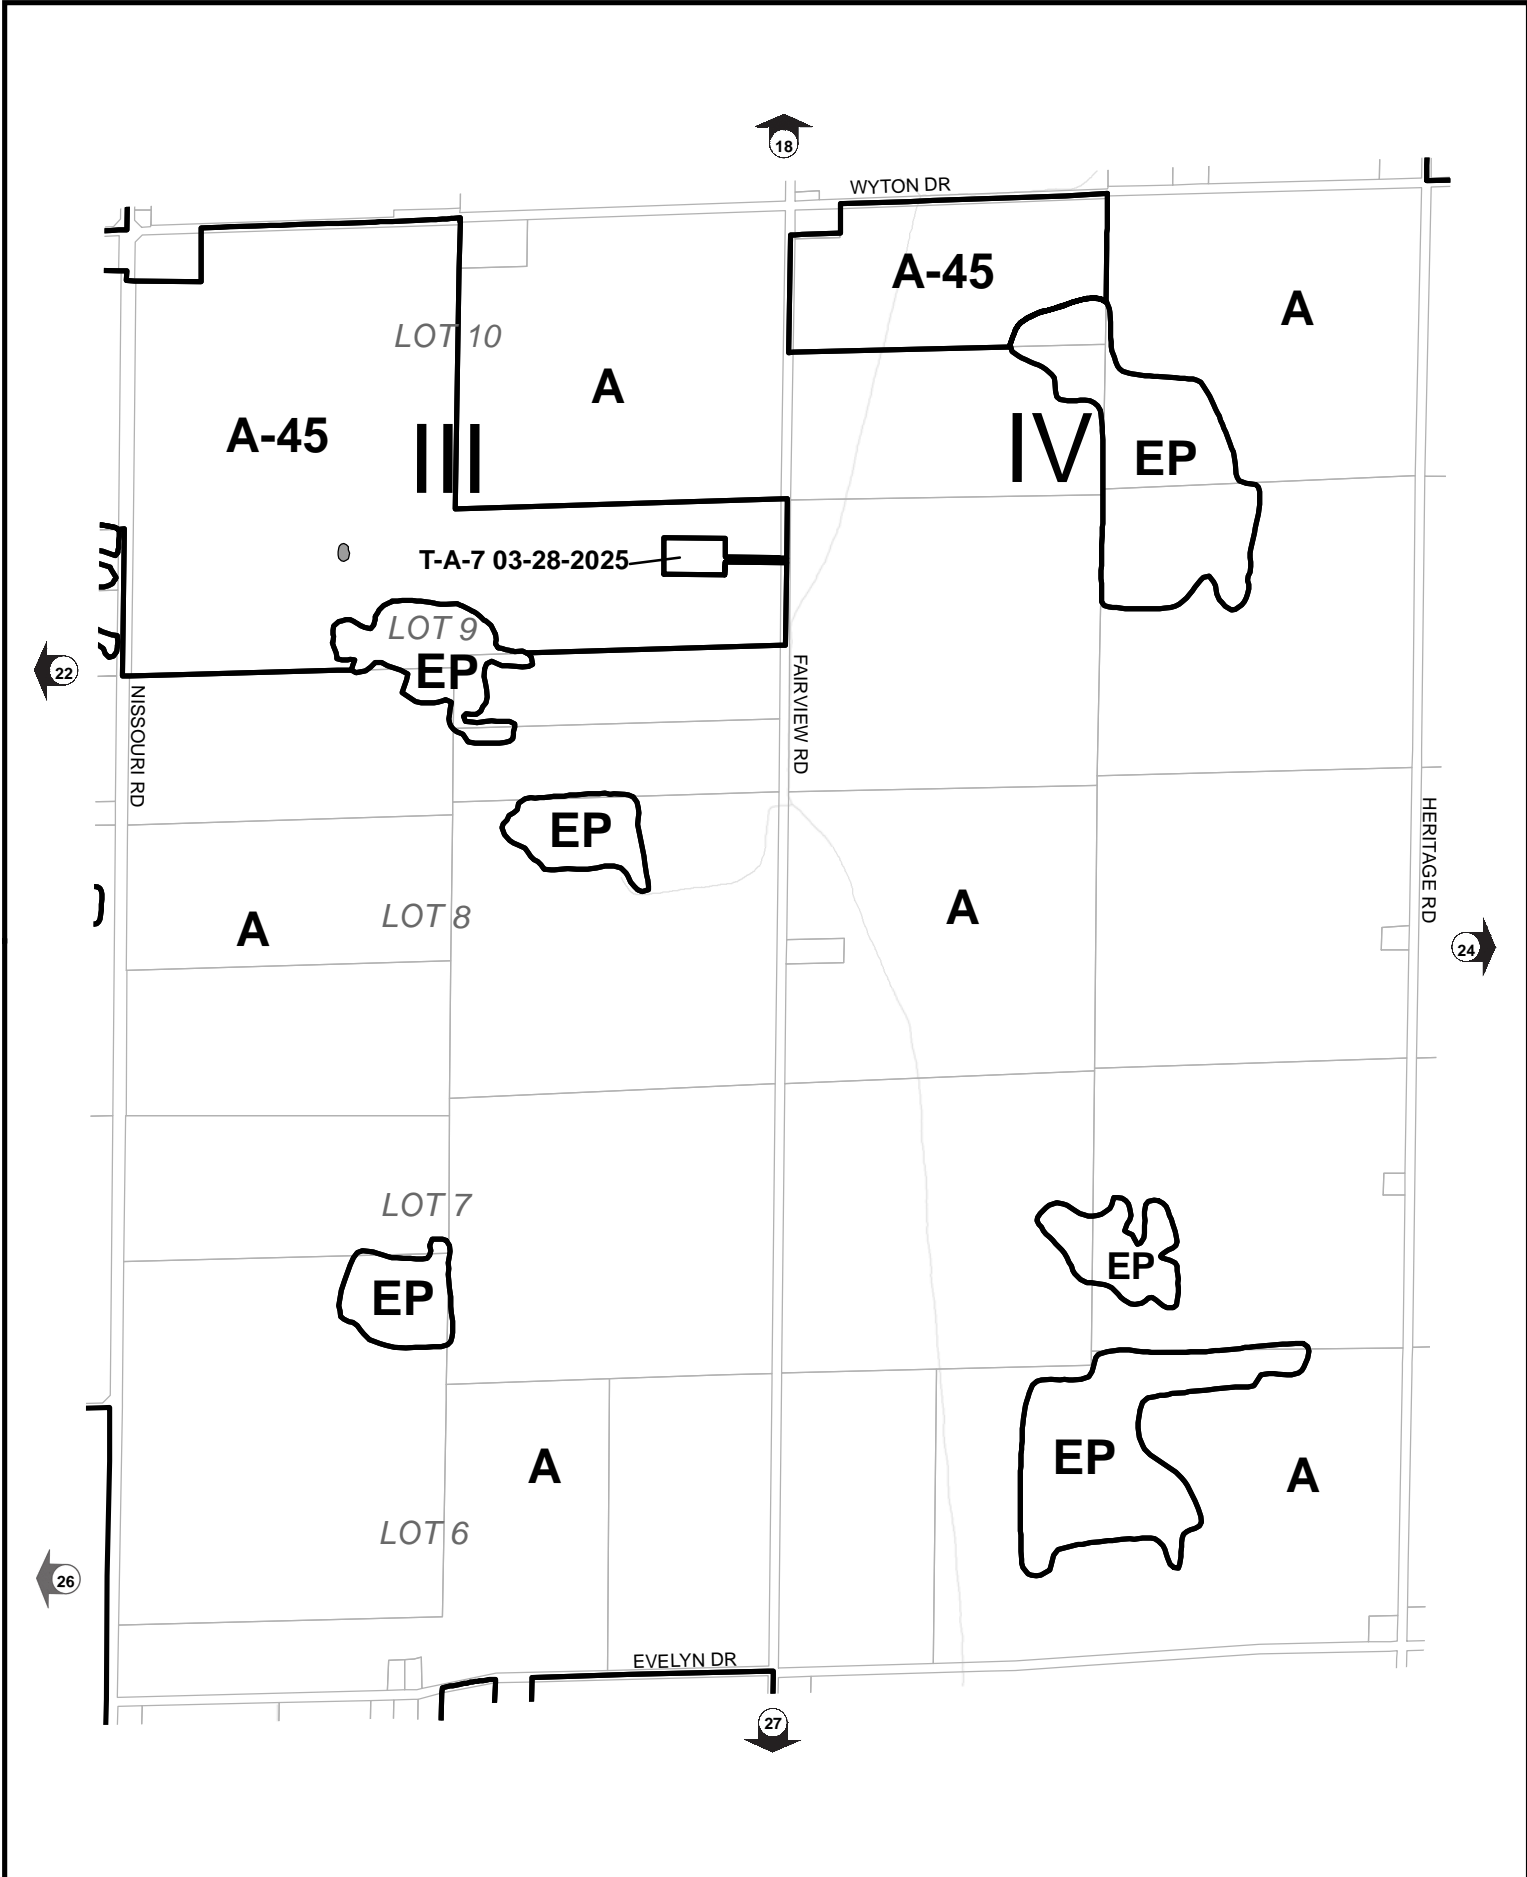 18
WYTON DR
A-45
A
LOT 10
A
A-45
III
IV
EP
T-A-7 03-28-2025
LOT 9
EP
22
NISSOURI RD
FAIRVIEW RD
HERITAGE RD
EP
A
LOT 8
A
24
LOT 7
EP
EP
A
EP
A
LOT 6
26
EVELYN DR
27